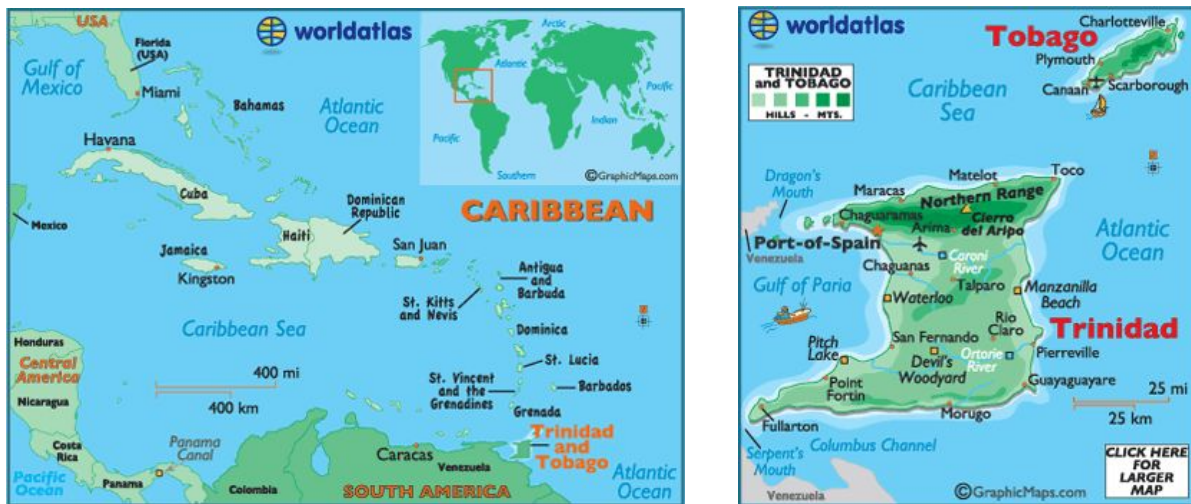 USA
worldatlas
Arctic
Florida
(USA)
Gulf of
Mexico
Atlantic
Pacific
Miami
Bahamas
Atlantic
Ocean
Indian
Pacific
Havana
Southern
©GraphicMaps.com
Cuba
Dominican
Republic
CARIBBEAN
Mexico
Haiti
Jamaica
San Juan
Kingston
Antigua
and
Barbuda
St. Kitts
and Nevis
Caribbean Sea
Dominica
Honduras
St. Lucia
Central
America
400 mi
St. Vincent
and the
Grenadines
Barbados
Nicaragua
400 km
Grenada
Costa
Rica
Panama
Canal
Trinidad
and
Tobago
Caracas
Venezuela
Pacific
Ocean
Panama
Colombia
SOUTH AMERICA
Atlantic
Ocean
worldatlas
Charlotteville
Tobago
Plymouth
TRINIDAD
and TOBAGO
HILLS - MTS.
Caribbean
Sea
Canaan
Scarborough
Dragon's
Mouth
Matelot
Toco
Maracas
Northern Range
Chaguaramas
Cierro
del Aripo
Arima
Atlantic
Ocean
Port-of-Spain
Venezuela
Caroni
River
Chaguanas
Gulf of Paria
Talparo
Manzanilla
Beach
Waterloo
Rio
Claro
Trinidad
San Fernando
Pitch
Lake
Devil's
Woodyard
Ortorie
River
Pierreville
Point
Fortin
Guayaguayare
25 mi
25 km
Fullarton
Morugo
Columbus Channel
Serpent's
Mouth
Venezuela
CLICK HERE
FOR
LARGER
MAP
©GraphicMaps.com